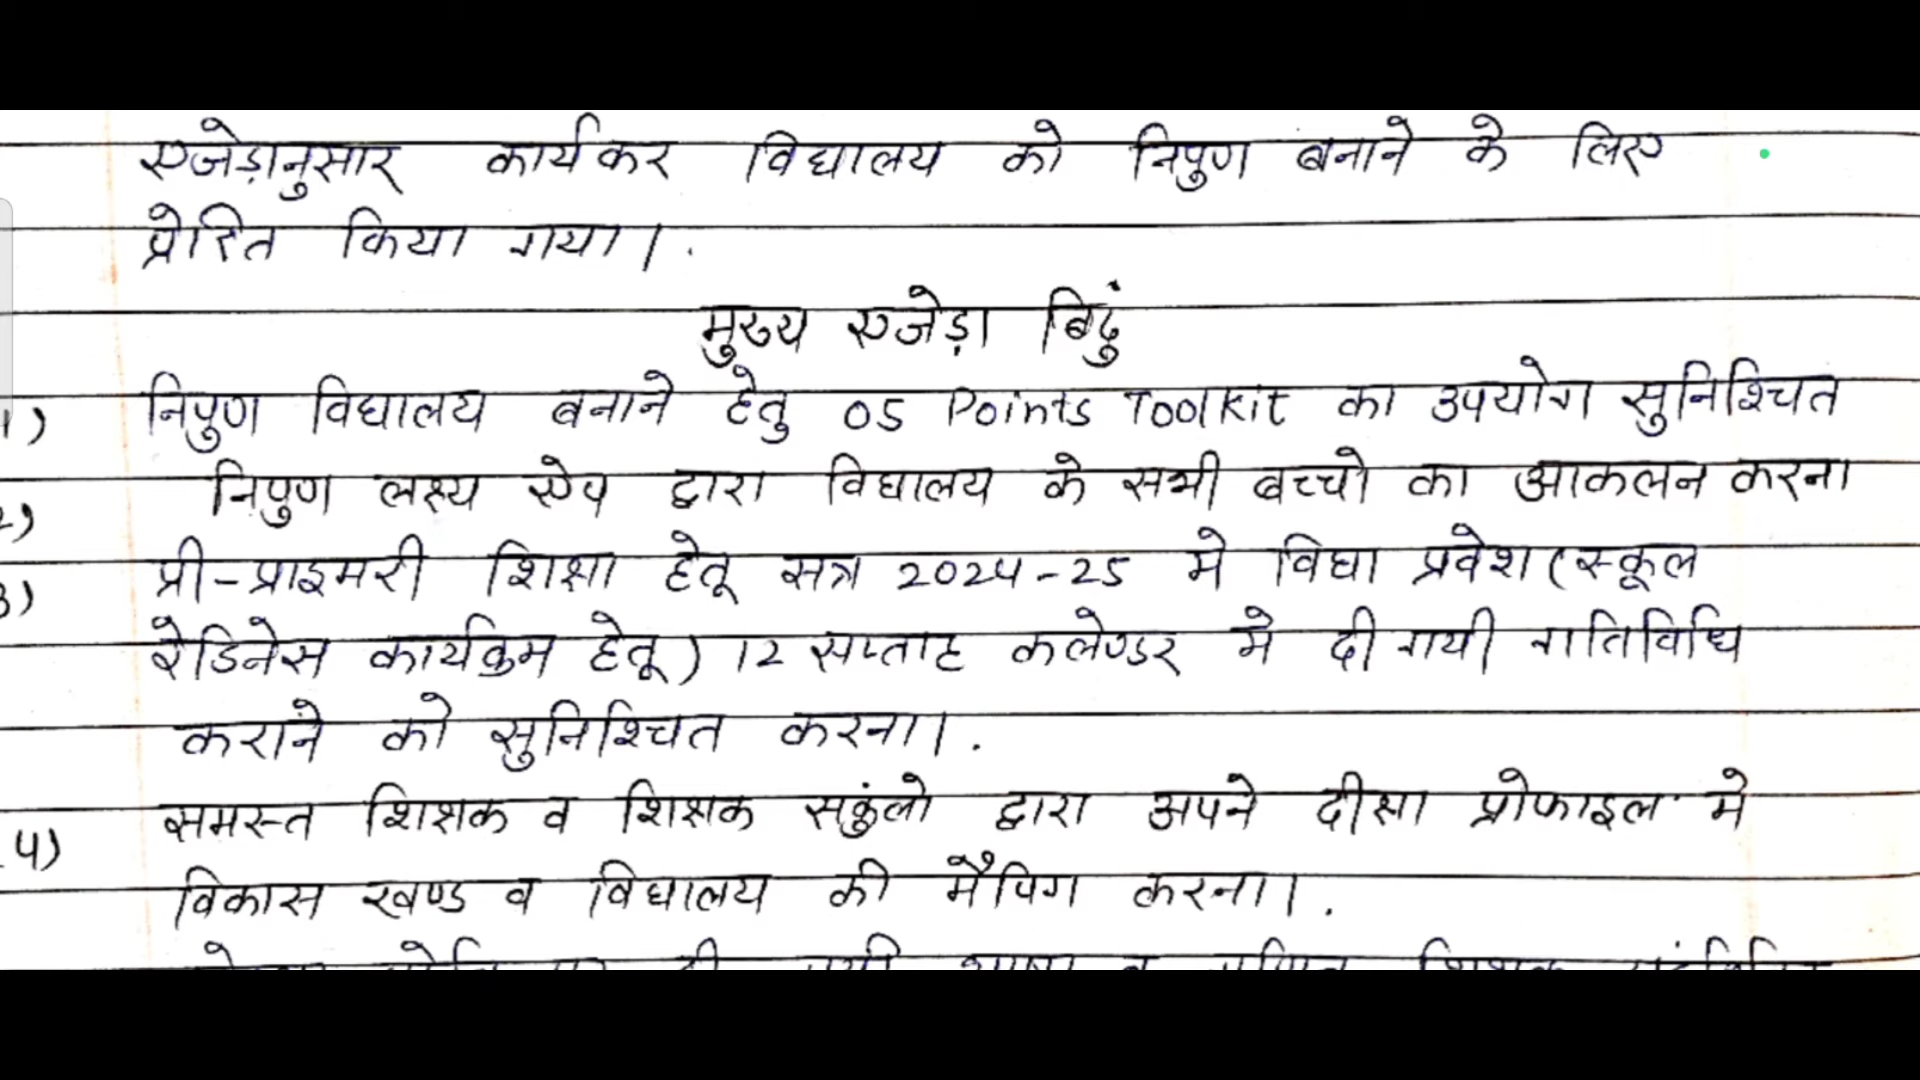 एजेड़ानुसार कार्यकर विद्यालय को निपुण बनाने के लिए
प्रेरित किया गया।
मुख्य एजेड़ा बिंदु
1) निपुण विद्यालय बनाने हेतु 05 Points Toolkit का उपयोग सुनिश्चित
2) निपुण लक्ष्य ऐप द्वारा विद्यालय के सभी बच्चो का आकलन करना
3) प्री-प्राइमरी शिक्षा हेतू सत्र 2024-25 मे विद्या प्रवेश (स्कूल
रेडिनेस कार्यक्रम हेतू) 12 सप्ताह कलेण्डर मे दी गयी गतिविधि
कराने को सुनिश्चित करना।
4) समस्त शिक्षक व शिक्षक सकुंलो द्वारा अपने दीक्षा प्रोफाइल मे
विकास खण्ड व विद्यालय की मैपिग करना।